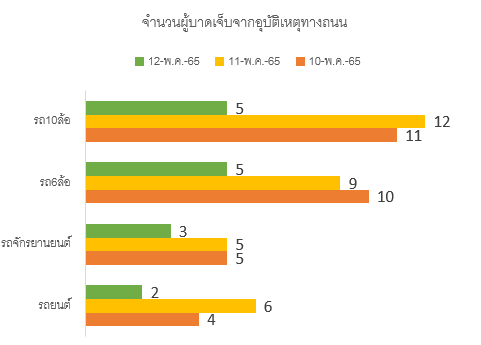 จำนวนผู้บาดเจ็บจากอุบัติเหตุทางถนน
12-พ.ค.-65 11-พ.ค.-65 10-พ.ค.-65
5
รถ10ล้อ 12
11
5
รถ6ล้อ 9
10
3
รถจักรยานยนต์ 5
5
2
รถยนต์ 6
4